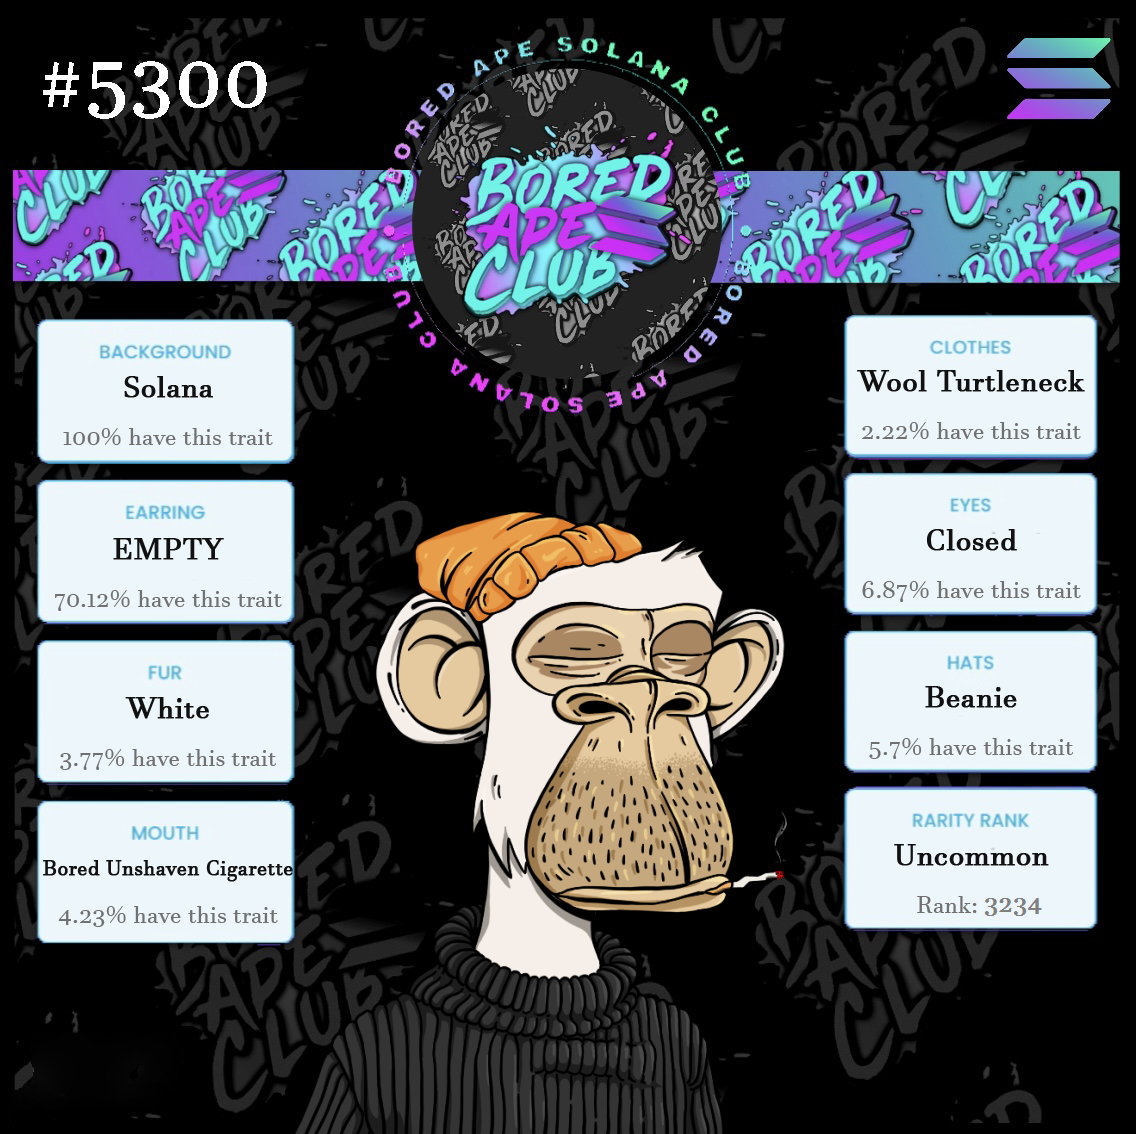 #5300
BORED APE SOLANA CLUB
BORED APE SOLANA CLUB
BORED
APE
CLUB
BACKGROUND
Solana
100% have this trait
EARRING
EMPTY
70.12% have this trait
FUR
White
3.77% have this trait
MOUTH
Bored Unshaven Cigarette
4.23% have this trait
CLOTHES
Wool Turtleneck
2.22% have this trait
EYES
Closed
6.87% have this trait
HATS
Beanie
5.7% have this trait
RARITY RANK
Uncommon
Rank: 3234